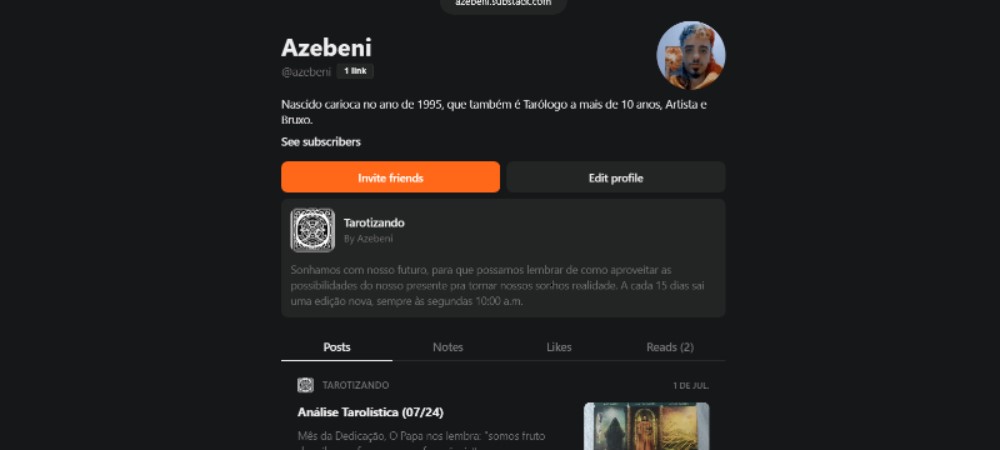 azebeni.substack.com
Azebeni
@azebeni 1 link
Nascido carioca no ano de 1995, que também é Tarólogo a mais de 10 anos, Artista e
Bruxo.
See subscribers
Invite friends Edit profile
Tarotizando
By Azebeni
Sonhamos com nosso futuro, para que possamos lembrar de como aproveitar as
possibilidades do nosso presente pra tornar nossos sonhos realidade. A cada 15 dias sai
uma edição nova, sempre às segundas 10:00 a.m.
Posts Notes Likes Reads (2)
TAROTIZANDO 1 DE JUL.
Análise Tarolística (07/24)
Mês da Dedicação, O Papa nos lembra: "somos fruto